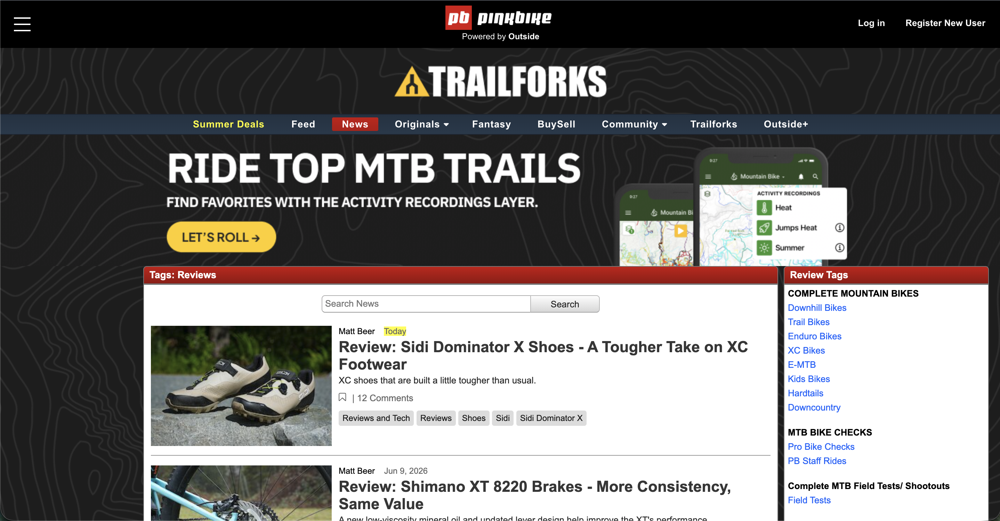 pb pinkbike
Powered by Outside
Log in
Register New User
TRAILFORKS
Summer Deals
Feed
News
Originals
Fantasy
BuySell
Community
Trailforks
Outside+
RIDE TOP MTB TRAILS
FIND FAVORITES WITH THE ACTIVITY RECORDINGS LAYER.
LET'S ROLL →
9:27
Mountain Bi
9:27
Mountain Bike
ACTIVITY RECORDINGS
Heat
Jumps Heat
Summer
Tags: Reviews
Search News
Search
Matt Beer Today
Review: Sidi Dominator X Shoes - A Tougher Take on XC
Footwear
XC shoes that are built a little tougher than usual.
| 12 Comments
Reviews and Tech
Reviews
Shoes
Sidi
Sidi Dominator X
SIDI
SIDI
SIDI
Matt Beer Jun 9, 2026
Review: Shimano XT 8220 Brakes - More Consistency,
Same Value
A new low-viscosity mineral oil and updated lever design help improve the XT's performance
Review Tags
COMPLETE MOUNTAIN BIKES
Downhill Bikes
Trail Bikes
Enduro Bikes
XC Bikes
E-MTB
Kids Bikes
Hardtails
Downcountry
MTB BIKE CHECKS
Pro Bike Checks
PB Staff Rides
Complete MTB Field Tests/ Shootouts
Field Tests